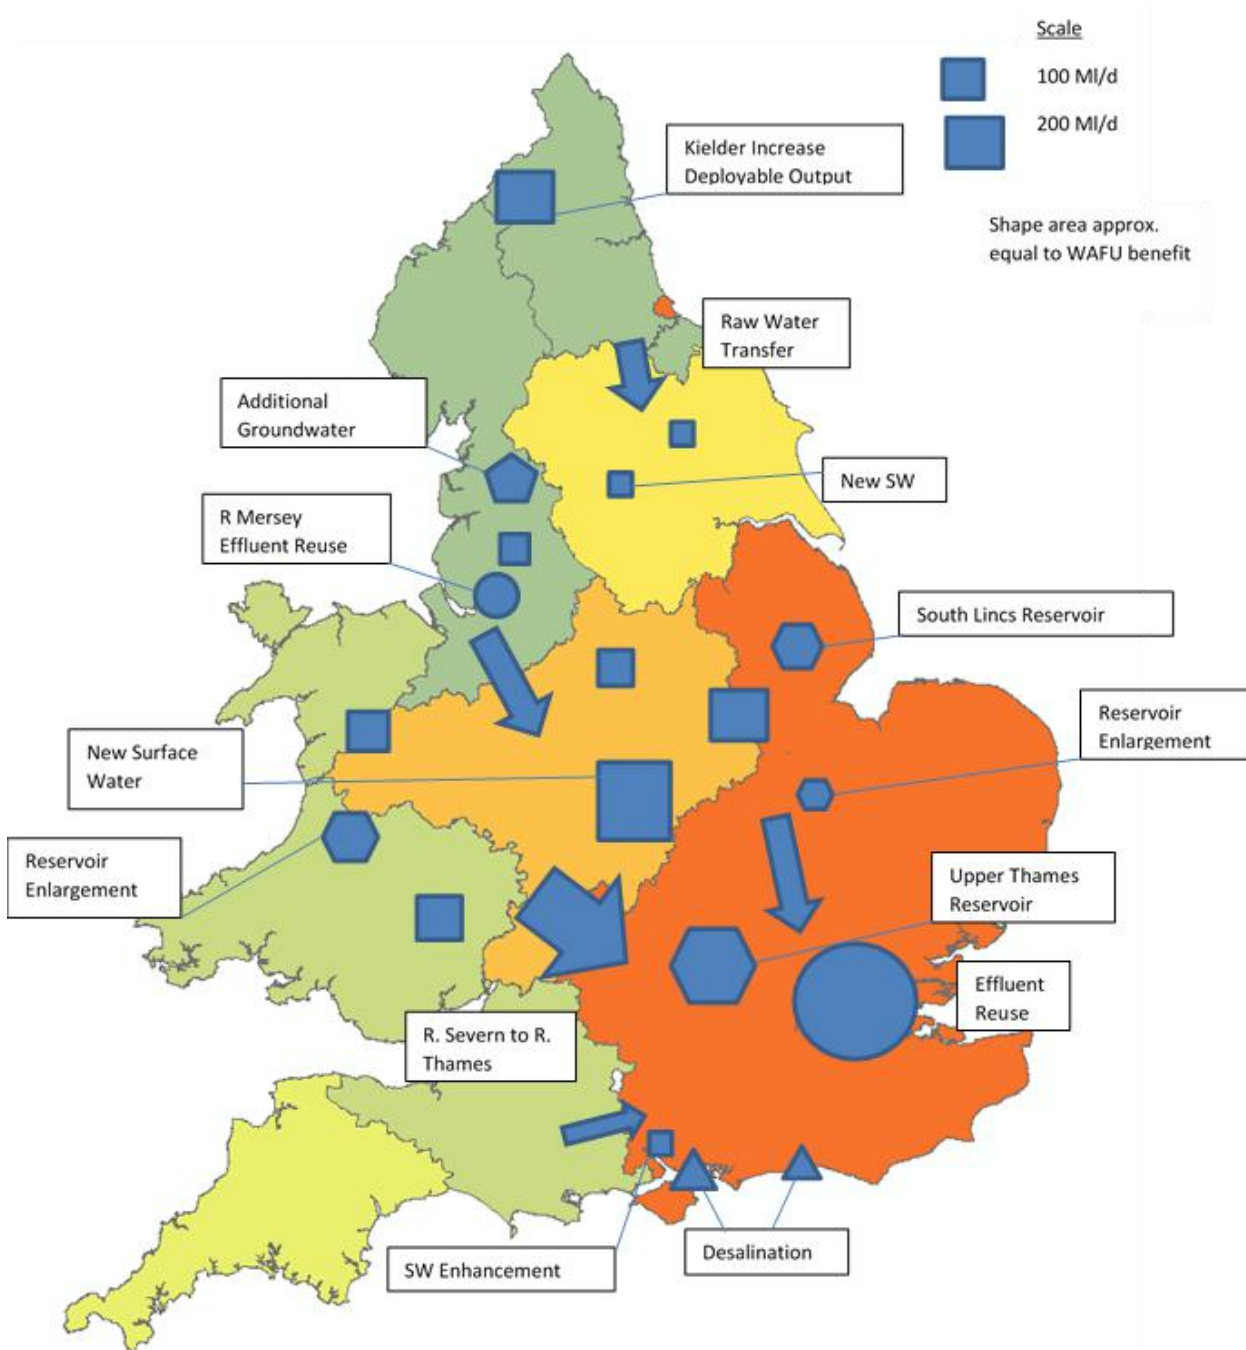 Scale
100 Ml/d
200 Ml/d
Shape area approx.
equal to WAFU benefit
Kielder Increase
Deployable Output
Raw Water
Transfer
Additional
Groundwater
New SW
R Mersey
Effluent Reuse
South Lincs Reservoir
Reservoir
Enlargement
New Surface
Water
Reservoir
Enlargement
Upper Thames
Reservoir
Effluent
Reuse
R. Severn to R.
Thames
SW Enhancement
Desalination